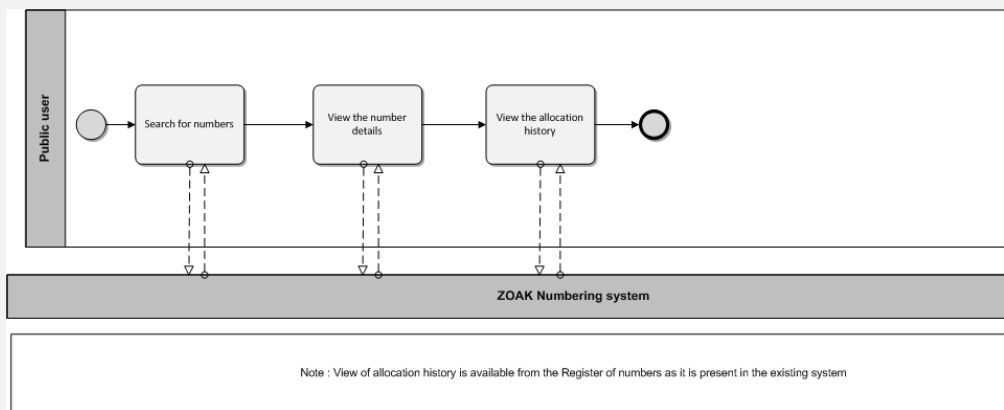 Public user
Search for numbers
View the number
details
View the allocation
history
ZOAK Numbering system
Note : View of allocation history is available from the Register of numbers as it is present in the existing system